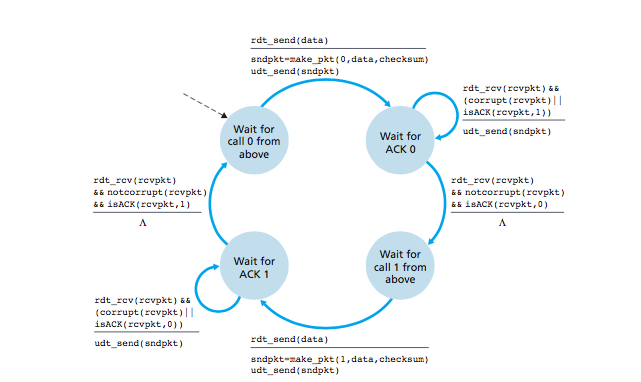 rdt_send(data)
sndpkt=make_pkt(0,data,checksum)
udt_send(sndpkt)
rdt_rcv(rcvpkt) &&
(corrupt(rcvpkt)||
isACK(rcvpkt,1))
udt_send(sndpkt)
Wait for
call 0 from
above
Wait for
ACK 0
rdt_rcv(rcvpkt)
&& notcorrupt(rcvpkt)
&& isACK(rcvpkt,1)
Λ
rdt_rcv(rcvpkt)
&& notcorrupt(rcvpkt)
&& isACK(rcvpkt,0)
Λ
Wait for
ACK 1
Wait for
call 1 from
above
rdt_rcv(rcvpkt) &&
(corrupt(rcvpkt)||
isACK(rcvpkt,0))
udt_send(sndpkt)
rdt_send(data)
sndpkt=make_pkt(1,data,checksum)
udt_send(sndpkt)